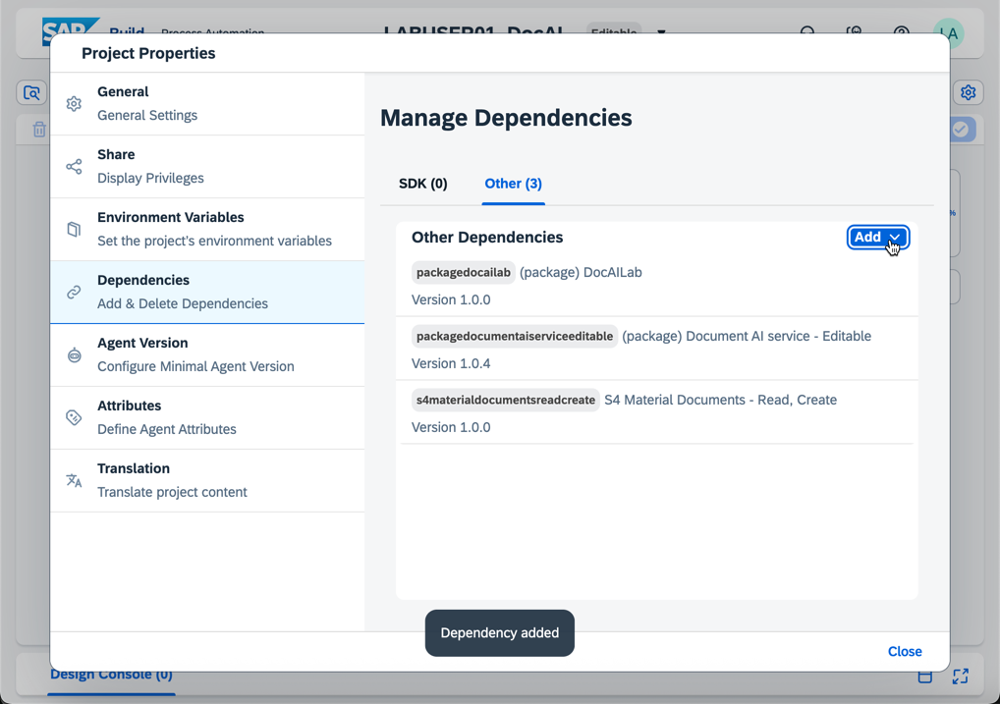 SAP Build Process Automation LABUSER01_DocAI Editable LA
Project Properties
General
General Settings
Share
Display Privileges
Environment Variables
Set the project's environment variables
Dependencies
Add & Delete Dependencies
Agent Version
Configure Minimal Agent Version
Attributes
Define Agent Attributes
Translation
Translate project content
Manage Dependencies
SDK (0) Other (3)
Other Dependencies Add
packagedocailab (package) DocAILab
Version 1.0.0
packagedocumentaiserviceeditable (package) Document AI service - Editable
Version 1.0.4
s4materialdocumentsreadcreate S4 Material Documents - Read, Create
Version 1.0.0
%
Dependency added
Close
Design Console (0)